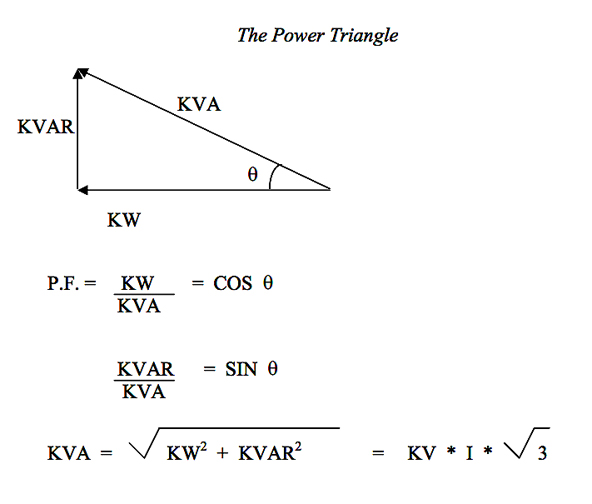 The Power Triangle
KVA
KVAR
θ
KW
P.F. = KW / KVA = COS θ
KVAR / KVA = SIN θ
KVA = √(KW² + KVAR²) = KV * I * √3